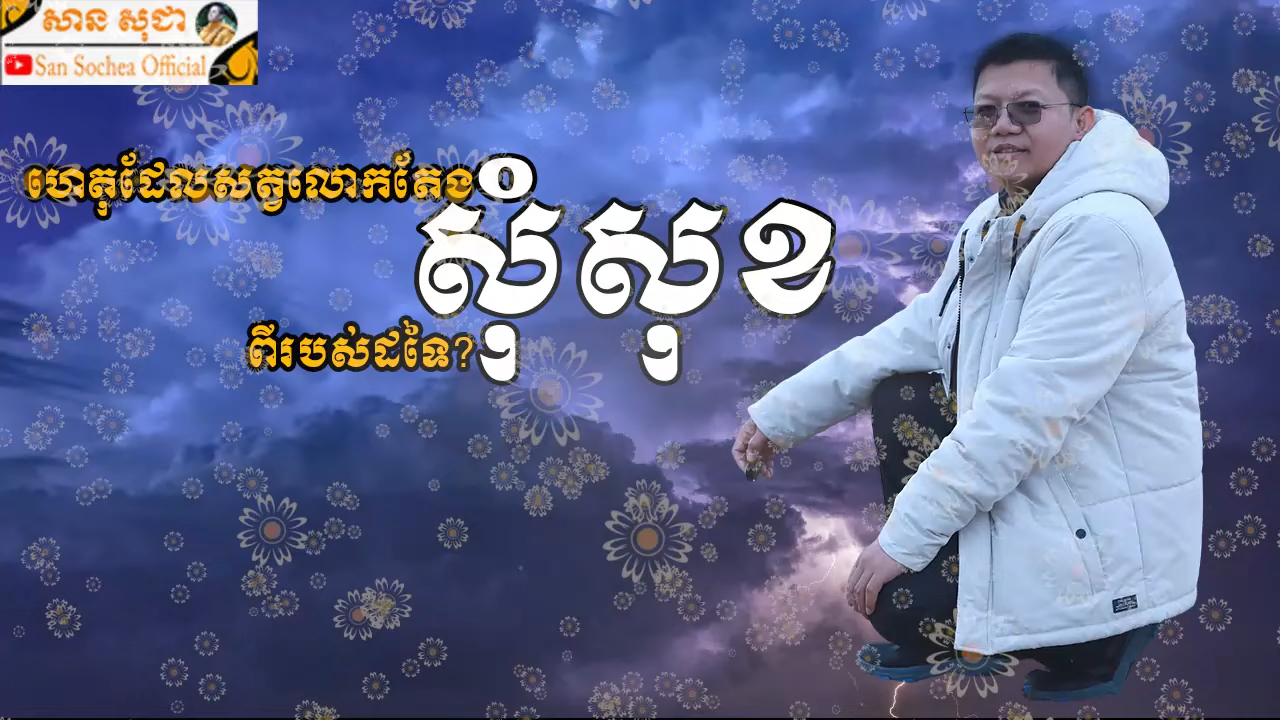 សាន សុជា
San Sochea Official
ហេតុដែលសត្វលោកតែង
សុំសុខ
ពីរបស់ដទៃ?